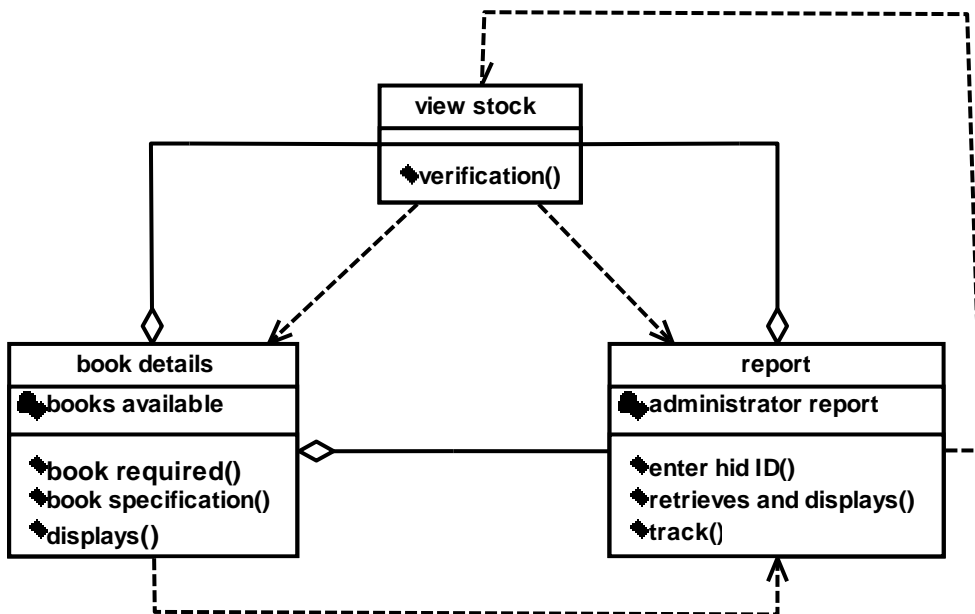 view stock
verification()
book details
books available
book required()
book specification()
displays()
report
administrator report
enter hid ID()
retrieves and displays()
track()